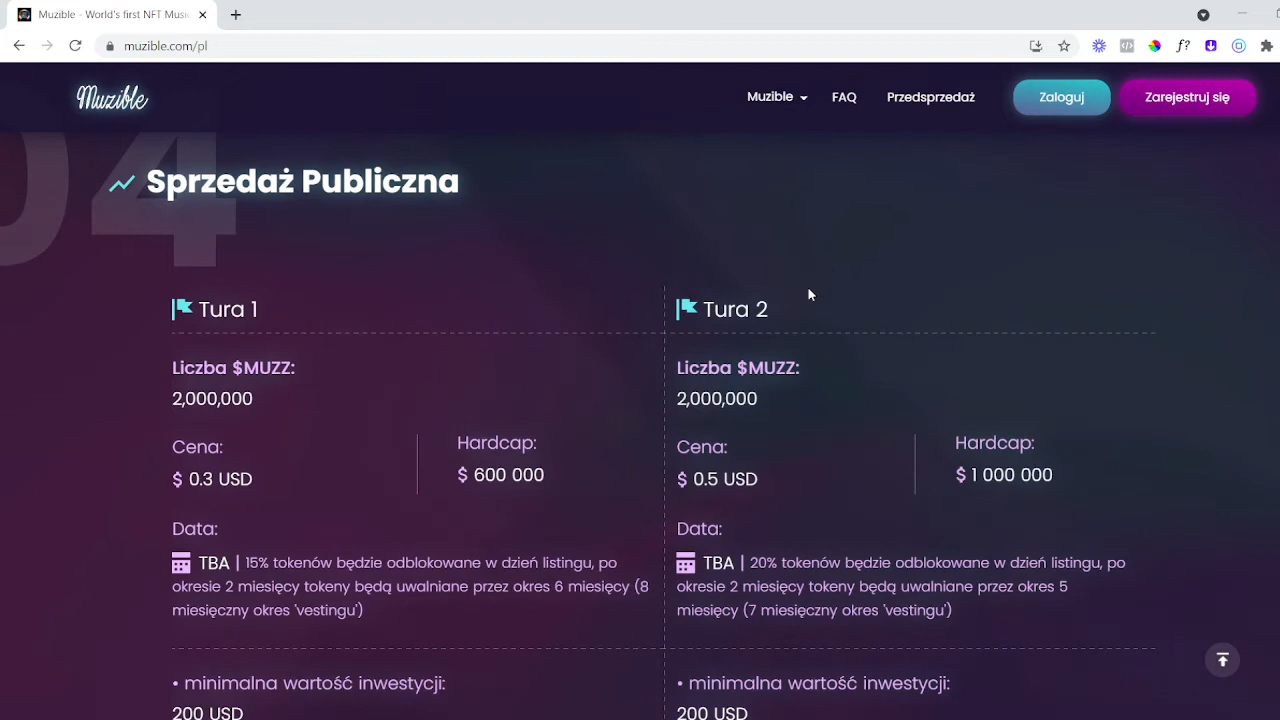 Muzible - World's first NFT Music
muzible.com/pl
f?
Muzible
Muzible
FAQ
Przedsprzedaż
Zaloguj
Zarejestruj się
04
Sprzedaż Publiczna
Tura 1
Liczba $MUZZ:
2,000,000
Cena:
$ 0.3 USD
Hardcap:
$ 600 000
Data:
TBA | 15% tokenów będzie odblokowane w dzień listingu, po
okresie 2 miesięcy tokeny będą uwalniane przez okres 6 miesięcy (8
miesięczny okres 'vestingu')
• minimalna wartość inwestycji:
200 USD
Tura 2
Liczba $MUZZ:
2,000,000
Cena:
$ 0.5 USD
Hardcap:
$ 1 000 000
Data:
TBA | 20% tokenów będzie odblokowane w dzień listingu, po
okresie 2 miesięcy tokeny będą uwalniane przez okres 5
miesięcy (7 miesięczny okres 'vestingu')
• minimalna wartość inwestycji:
200 USD